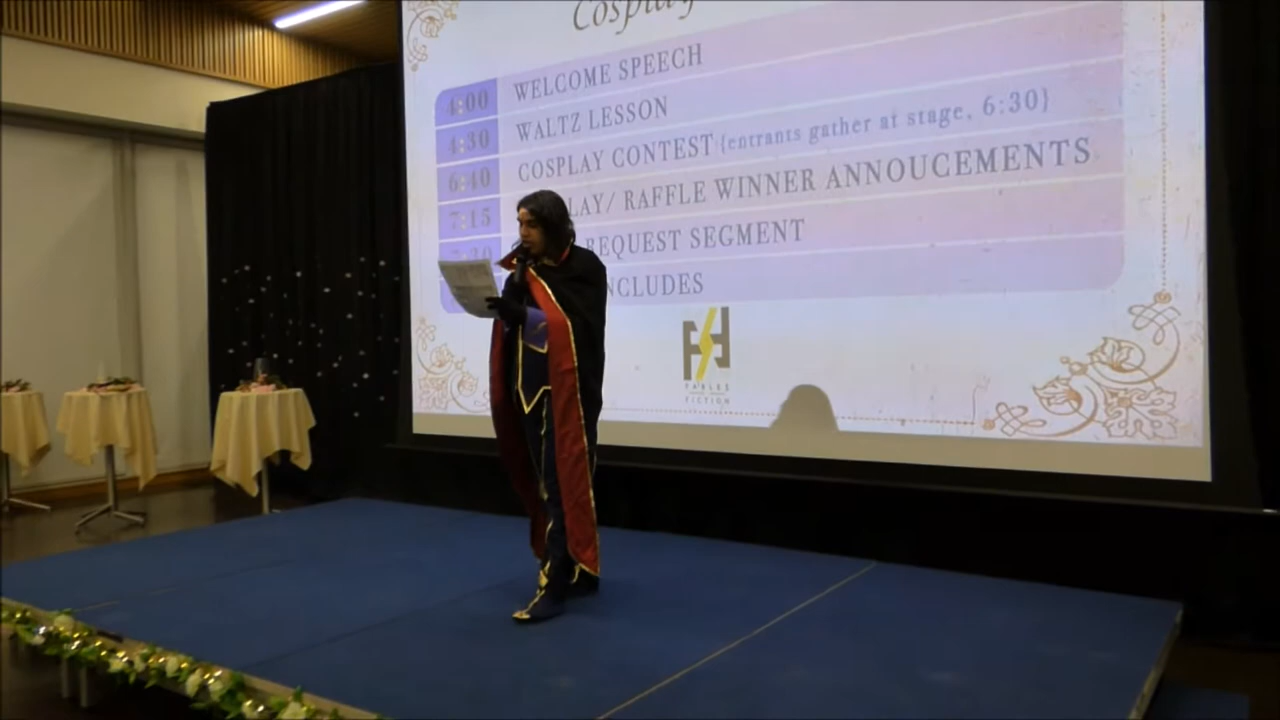 Cosplay
4:00 WELCOME SPEECH
4:30 WALTZ LESSON
6:40 COSPLAY CONTEST {entrants gather at stage, 6:30}
7:15 LAY/ RAFFLE WINNER ANNOUCEMENTS
REQUEST SEGMENT
NCLUDES
FABLES
FICTION